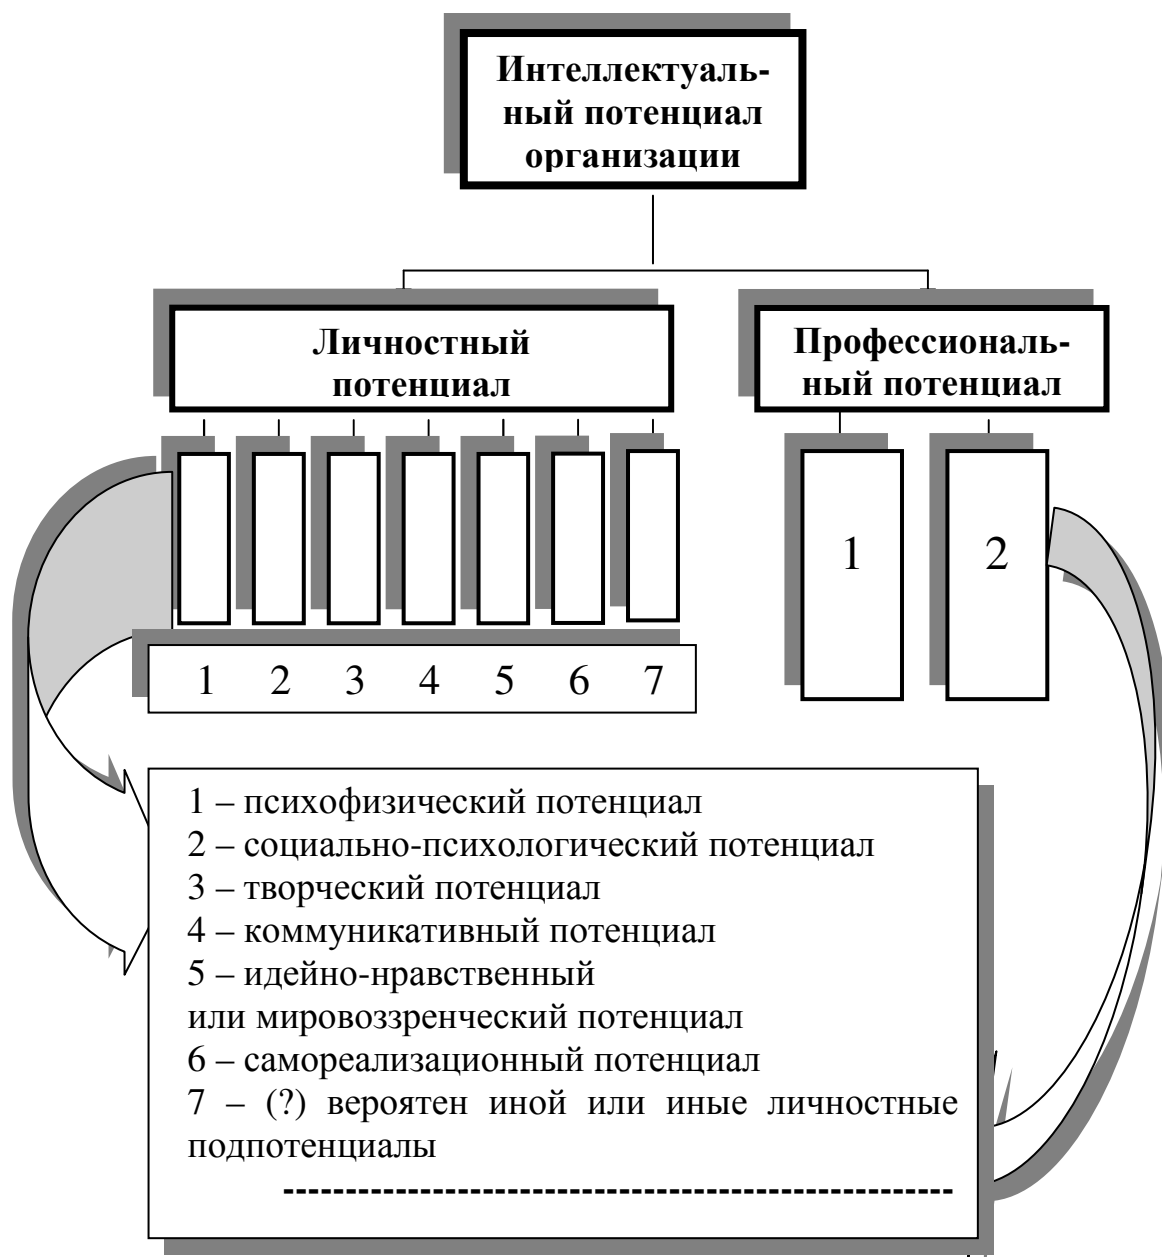 Интеллектуаль-
ный потенциал
организации
Личностный
потенциал
Профессиональ-
ный потенциал
1
2
1 2 3 4 5 6 7
1 – психофизический потенциал
2 – социально-психологический потенциал
3 – творческий потенциал
4 – коммуникативный потенциал
5 – идейно-нравственный
или мировоззренческий потенциал
6 – самореализационный потенциал
7 – (?) вероятен иной или иные личностные
подпотенциалы